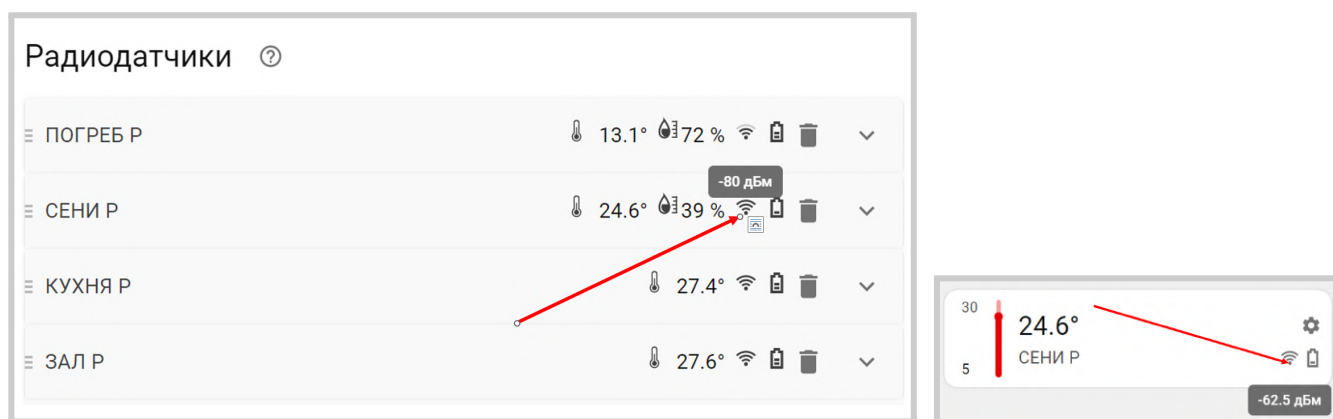 Радиодатчики
ПОГРЕБ Р 13.1° 72 %
-80 дБм
СЕНИ Р 24.6° 39 %
КУХНЯ Р 27.4°
ЗАЛ Р 27.6°
30
24.6°
СЕНИ Р
5
-62.5 дБм